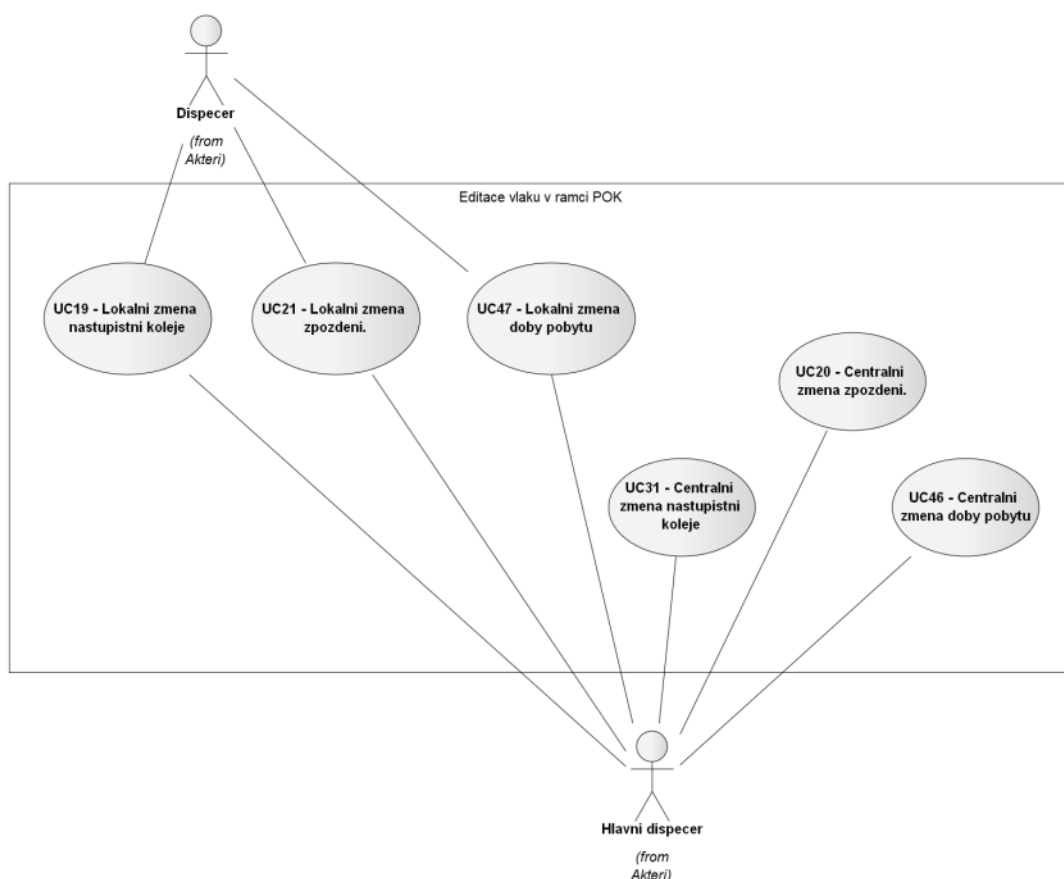 Dispecer
(from
Akteri)
Editace vlaku v ramci POK
UC19 - Lokalni zmena
nastupistni koleje
UC21 - Lokalni zmena
zpozdeni.
UC47 - Lokalni zmena
doby pobytu
UC20 - Centralni
zmena zpozdeni.
UC31 - Centralni
zmena nastupistni
koleje
UC46 - Centralni
zmena doby pobytu
Hlavni dispecer
(from
Akteri)